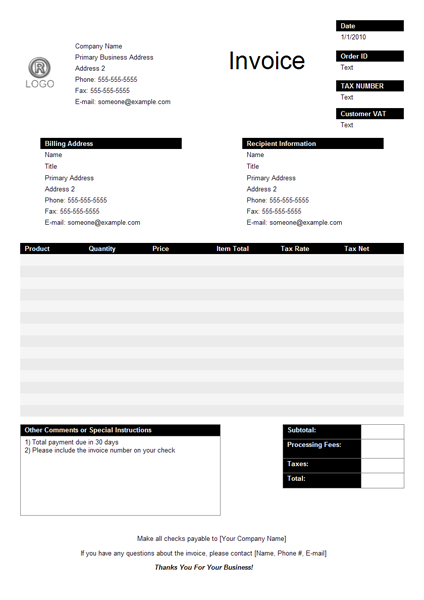 Company Name
Primary Business Address
Address 2
Phone: 555-555-5555
Fax: 555-555-5555
E-mail: someone@example.com
R
LOGO
Invoice
Date
1/1/2010
Order ID
Text
TAX NUMBER
Text
Customer VAT
Text
Billing Address
Name
Title
Primary Address
Address 2
Phone: 555-555-5555
Fax: 555-555-5555
E-mail: someone@example.com
Recipient Information
Name
Title
Primary Address
Address 2
Phone: 555-555-5555
Fax: 555-555-5555
E-mail: someone@example.com
Product Quantity Price Item Total Tax Rate Tax Net
Other Comments or Special Instructions
1) Total payment due in 30 days
2) Please include the invoice number on your check
Subtotal:
Processing Fees:
Taxes:
Total:
Make all checks payable to [Your Company Name]
If you have any questions about the invoice, please contact [Name, Phone #, E-mail]
Thanks You For Your Business!